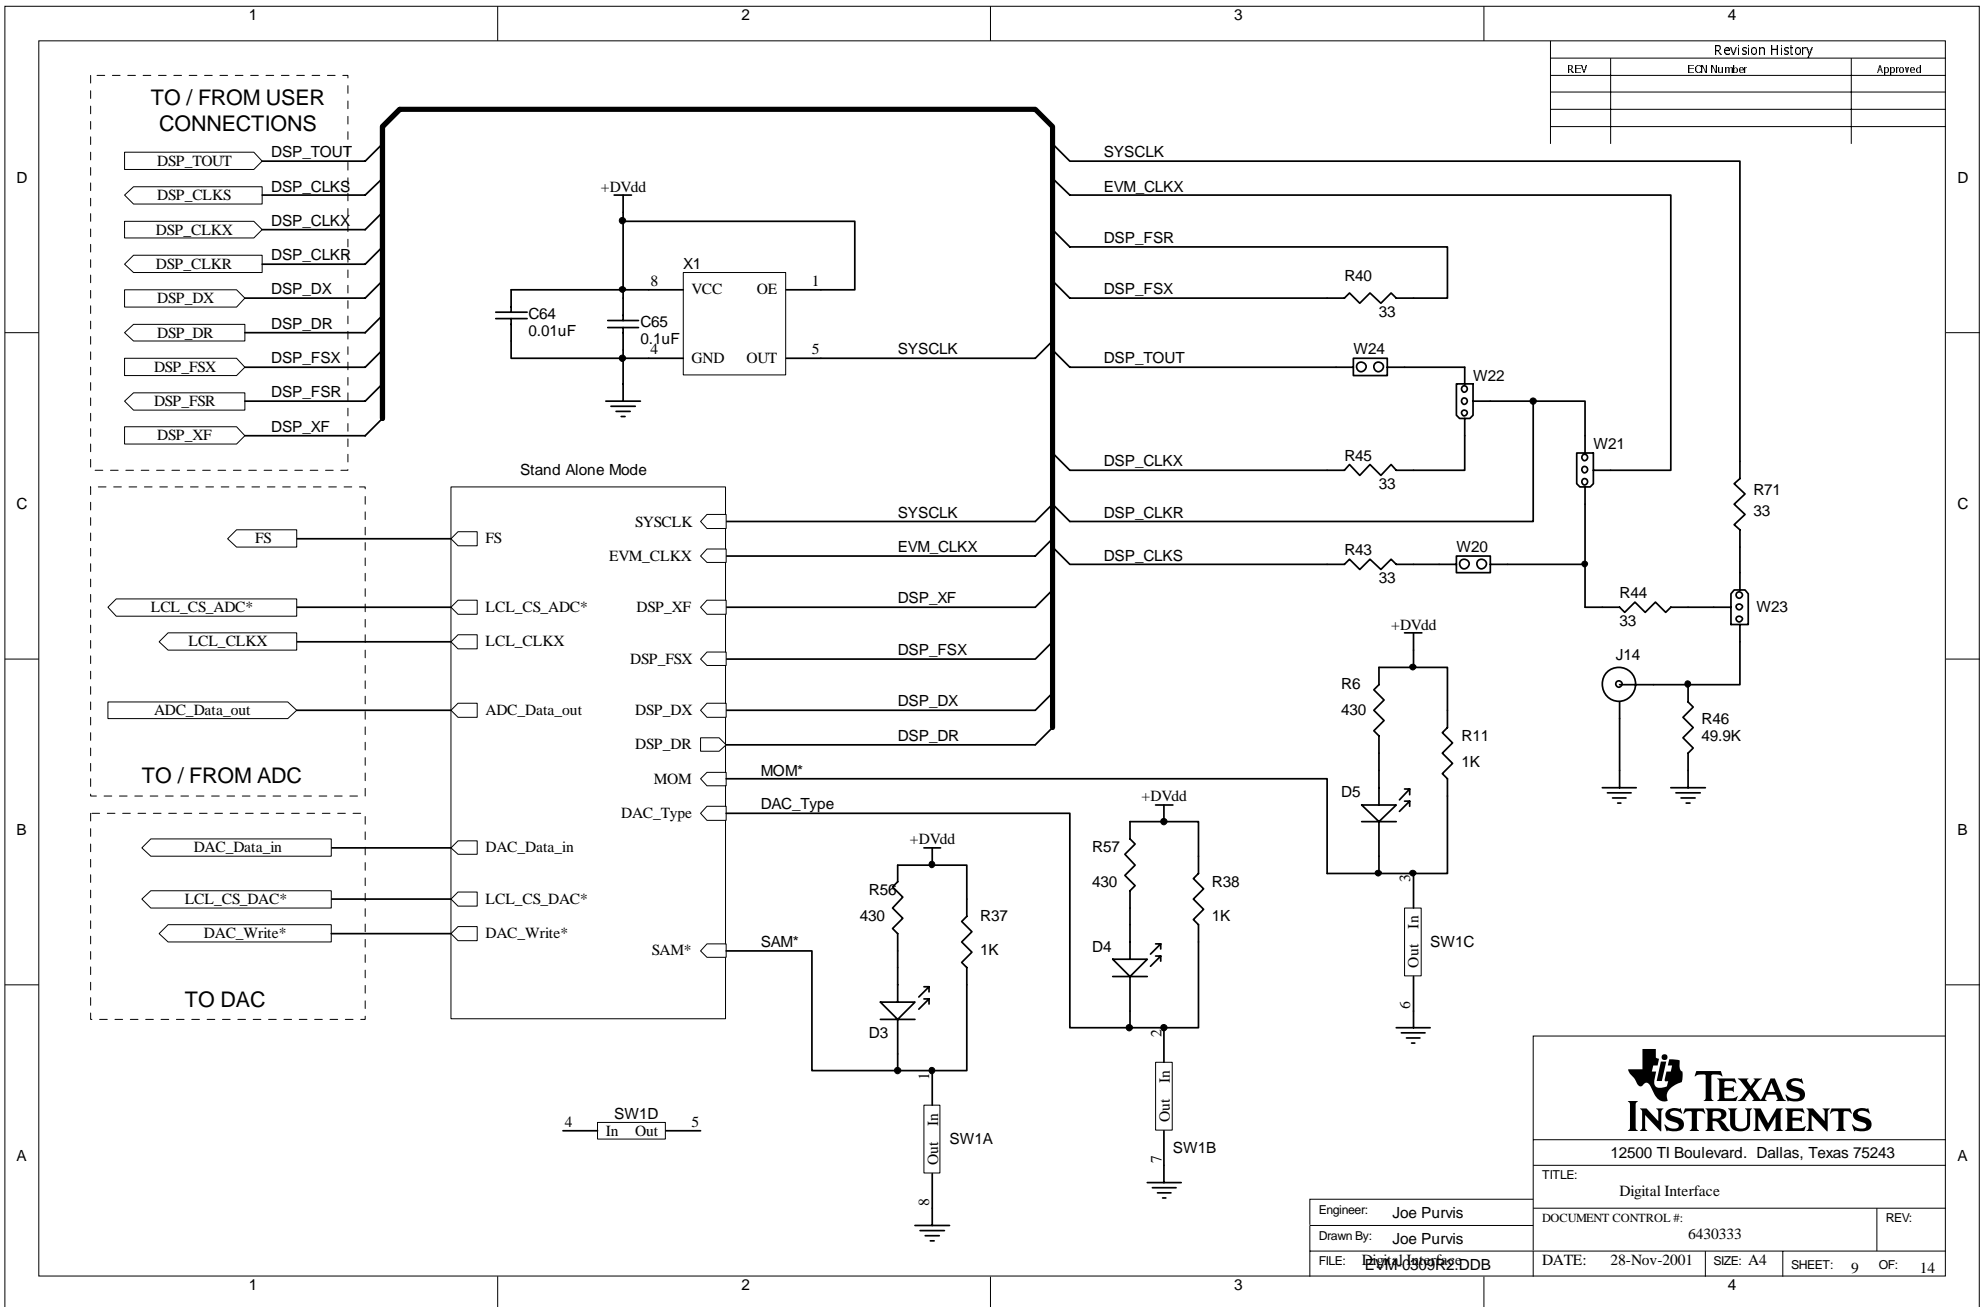 1 2 3 4
Revision History
REV ECN Number Approved
D D
C C
B B
A A
TO / FROM USER
CONNECTIONS
DSP_TOUT DSP_TOUT
DSP_CLKS DSP_CLKS
DSP_CLKX DSP_CLKX
DSP_CLKR DSP_CLKR
DSP_DX DSP_DX
DSP_DR DSP_DR
DSP_FSX DSP_FSX
DSP_FSR DSP_FSR
DSP_XF DSP_XF
+DVdd
X1
8 VCC OE 1
C64
0.01uF
C65
0.1uF
4 GND OUT 5 SYSCLK
SYSCLK
EVM_CLKX
DSP_FSR
DSP_FSX
R40
33
DSP_TOUT
W24
W22
DSP_CLKX
R45
33
W21
DSP_CLKR
DSP_CLKS
R43
33
W20
R71
33
R44
33
W23
J14
R46
49.9K
Stand Alone Mode
FS FS
LCL_CS_ADC* LCL_CS_ADC*
LCL_CLKX LCL_CLKX
ADC_Data_out ADC_Data_out
TO / FROM ADC
DAC_Data_in DAC_Data_in
LCL_CS_DAC* LCL_CS_DAC*
DAC_Write* DAC_Write*
TO DAC
SYSCLK SYSCLK
EVM_CLKX EVM_CLKX
DSP_XF DSP_XF
DSP_FSX DSP_FSX
DSP_DX DSP_DX
DSP_DR DSP_DR
MOM MOM*
DAC_Type DAC_Type
SAM* SAM*
+DVdd
R56
430
R37
1K
D3
1
Out In
SW1A
8
+DVdd
R57
430
R38
1K
D4
2
Out In
SW1B
7
+DVdd
R6
430
R11
1K
D5
3
Out In
SW1C
6
SW1D
4 In Out 5
TEXAS
INSTRUMENTS
12500 TI Boulevard. Dallas, Texas 75243
TITLE:
Digital Interface
Engineer: Joe Purvis
Drawn By: Joe Purvis
FILE: Digital Interface
EVM-0309R2.DDB
DOCUMENT CONTROL #:
6430333
REV:
DATE: 28-Nov-2001 SIZE: A4 SHEET: 9 OF: 14
1 2 3 4